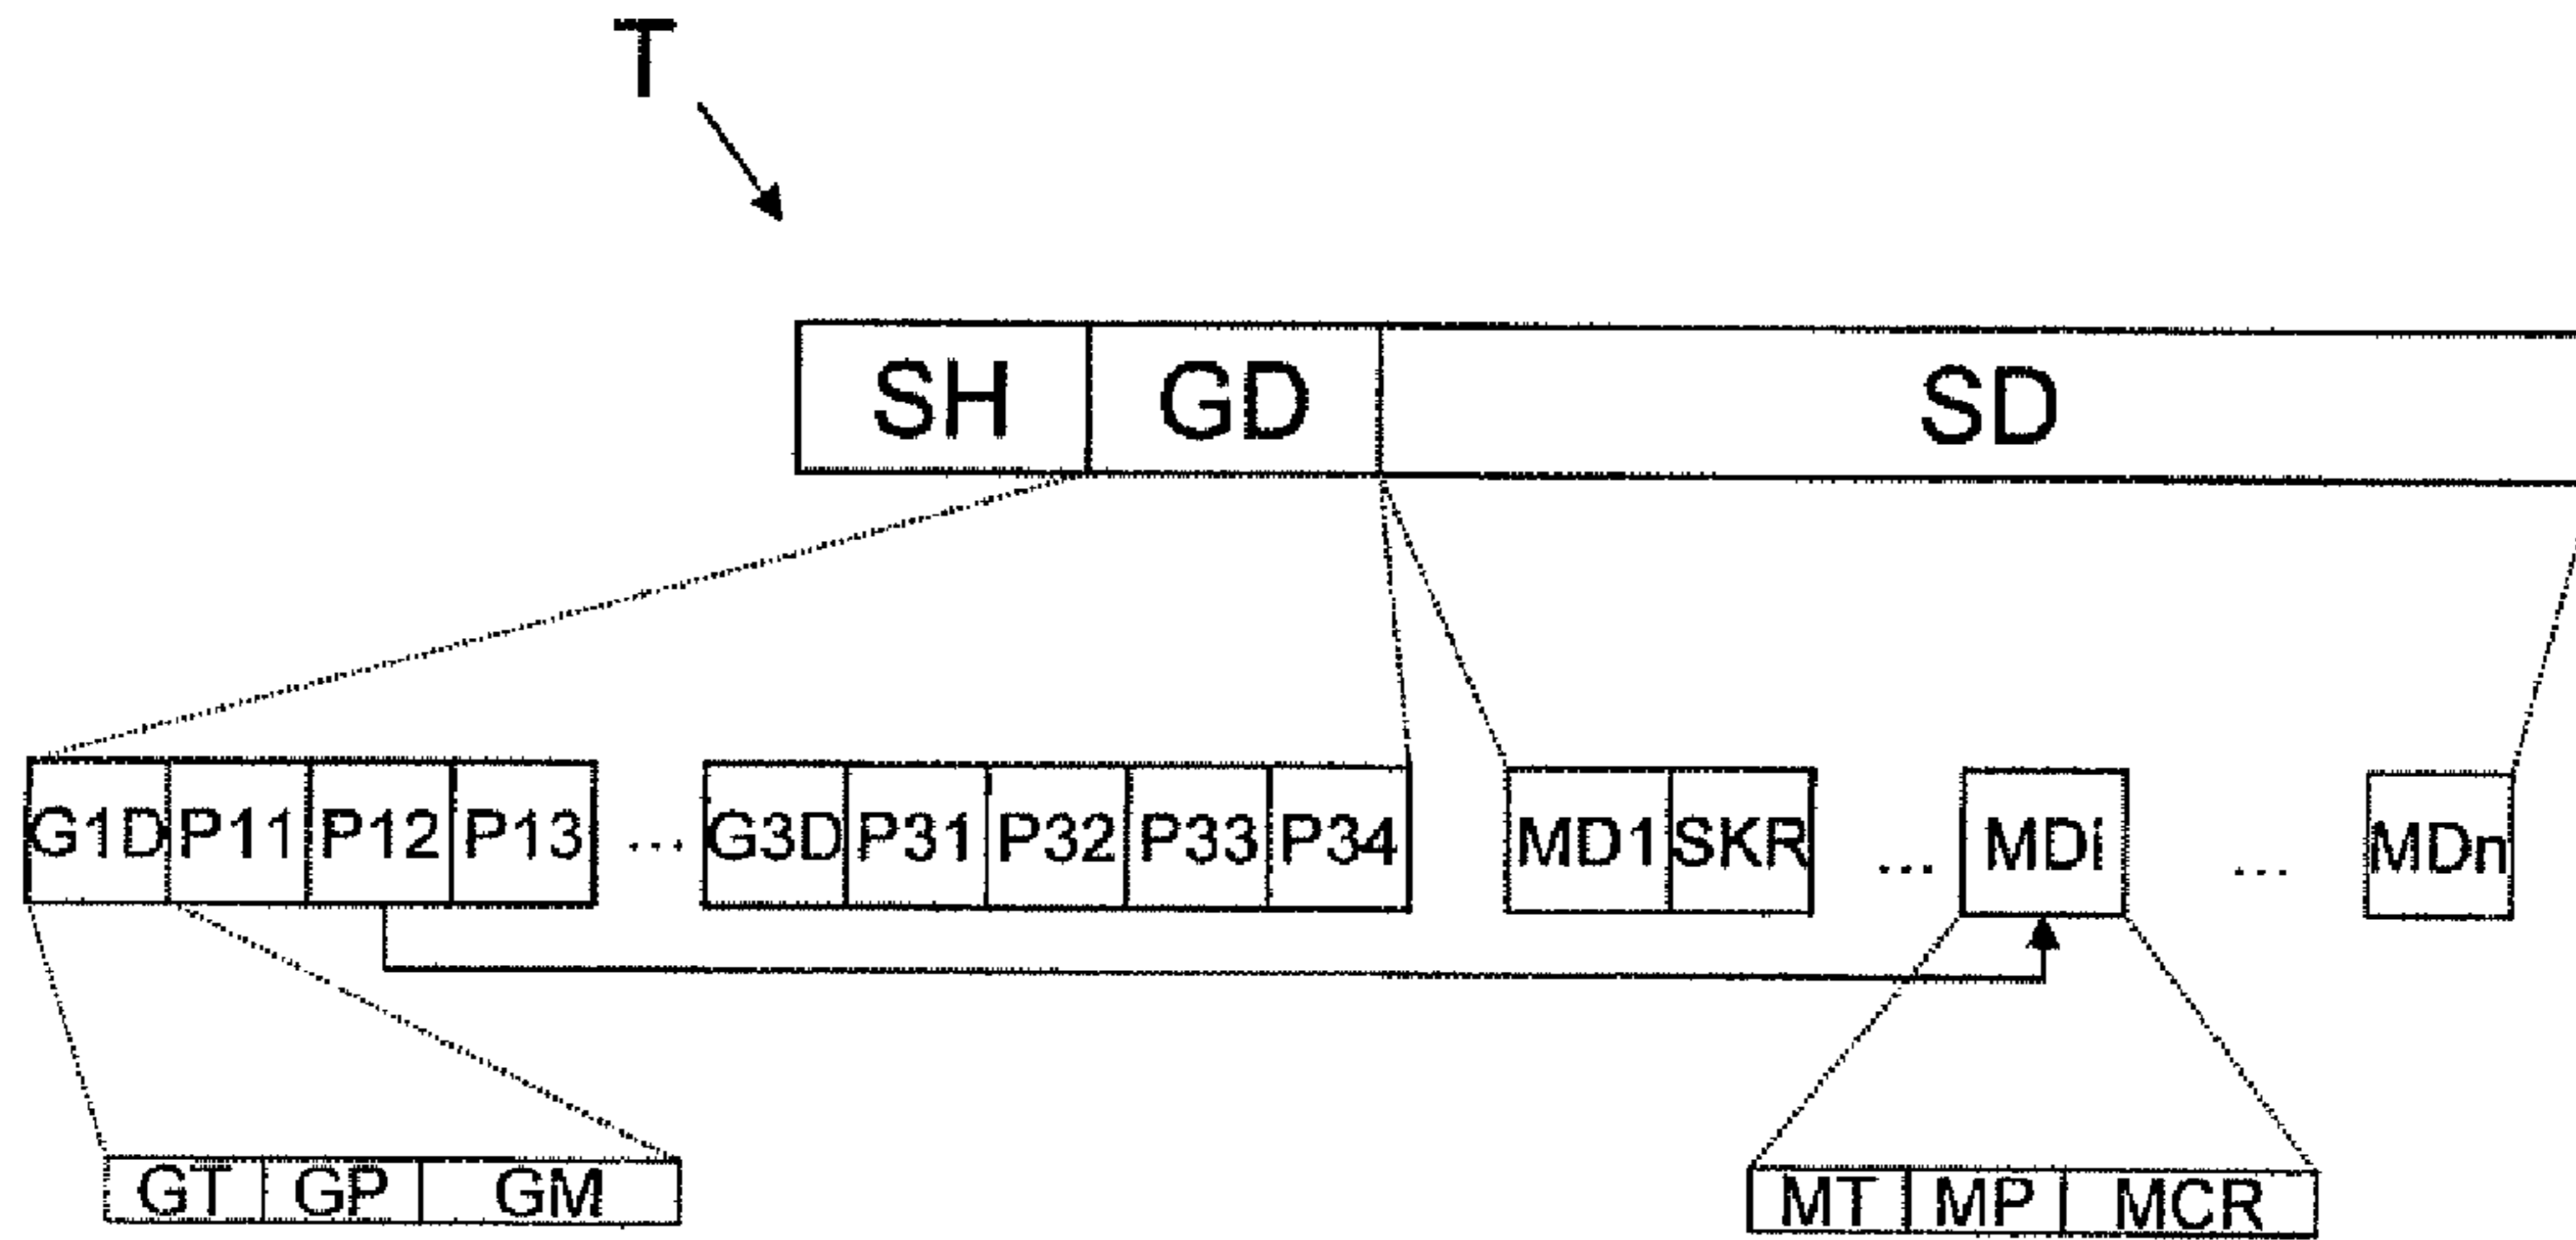 T
SH GD SD
G1D P11 P12 P13 ... G3D P31 P32 P33 P34 MD1 SKR ... MDi ... MDn
GT GP GM MT MP MCR